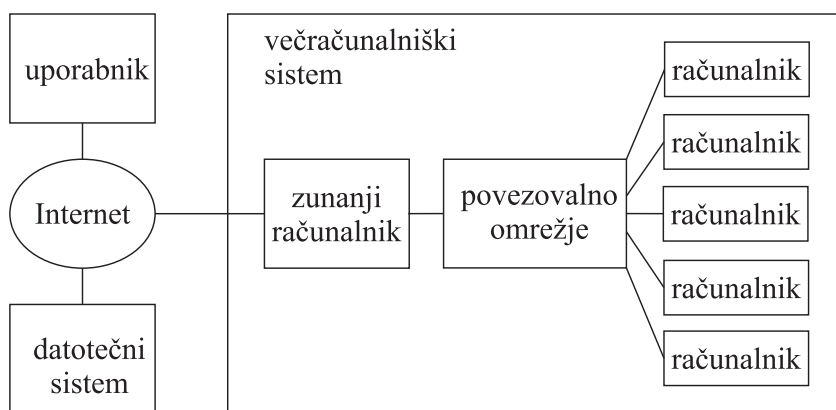 uporabnik
Internet
datotečni
sistem
večračunalniški
sistem
zunanji
računalnik
povezovalno
omrežje
računalnik
računalnik
računalnik
računalnik
računalnik